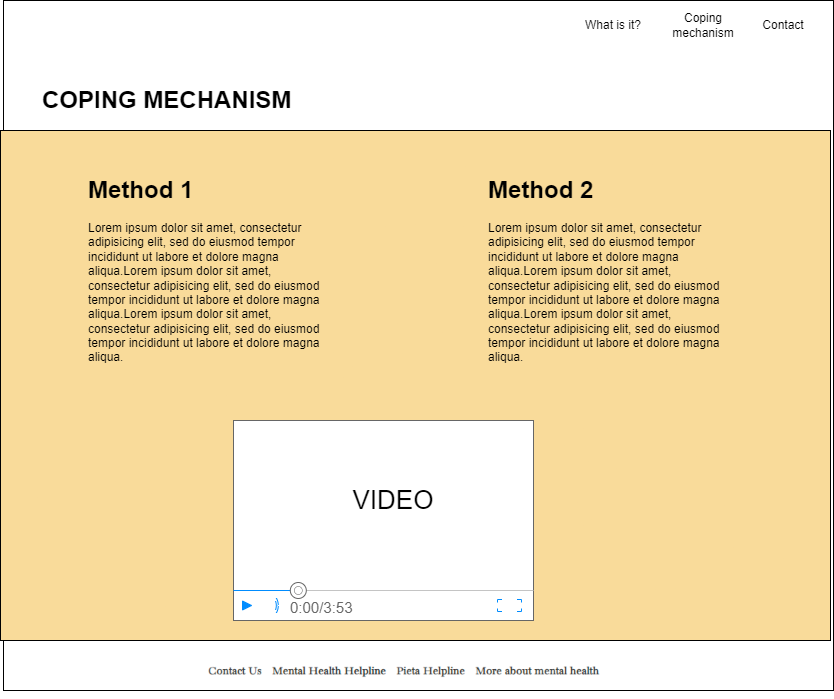 What is it?
Coping
mechanism
Contact
COPING MECHANISM
Method 1
Lorem ipsum dolor sit amet, consectetur
adipisicing elit, sed do eiusmod tempor
incididunt ut labore et dolore magna
aliqua.Lorem ipsum dolor sit amet,
consectetur adipisicing elit, sed do eiusmod
tempor incididunt ut labore et dolore magna
aliqua.Lorem ipsum dolor sit amet,
consectetur adipisicing elit, sed do eiusmod
tempor incididunt ut labore et dolore magna
aliqua.
Method 2
Lorem ipsum dolor sit amet, consectetur
adipisicing elit, sed do eiusmod tempor
incididunt ut labore et dolore magna
aliqua.Lorem ipsum dolor sit amet,
consectetur adipisicing elit, sed do eiusmod
tempor incididunt ut labore et dolore magna
aliqua.Lorem ipsum dolor sit amet,
consectetur adipisicing elit, sed do eiusmod
tempor incididunt ut labore et dolore magna
aliqua.
VIDEO
0:00/3:53
Contact Us Mental Health Helpline Pieta Helpline More about mental health